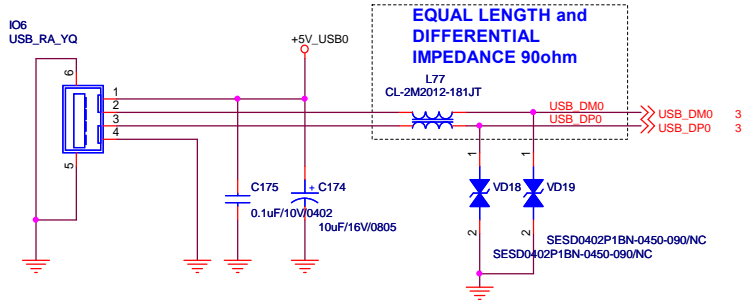 EQUAL LENGTH and
DIFFERENTIAL
IMPEDANCE 90ohm
IO6
USB_RA_YQ
+5V_USB0
L77
CL-2M2012-181JT
6
1
2
3
4
5
USB_DM0
USB_DP0
USB_DM0 3
USB_DP0 3
1
1
C175
0.1uF/10V/0402
+
C174
10uF/16V/0805
VD18
VD19
2
2
SESD0402P1BN-0450-090/NC
SESD0402P1BN-0450-090/NC